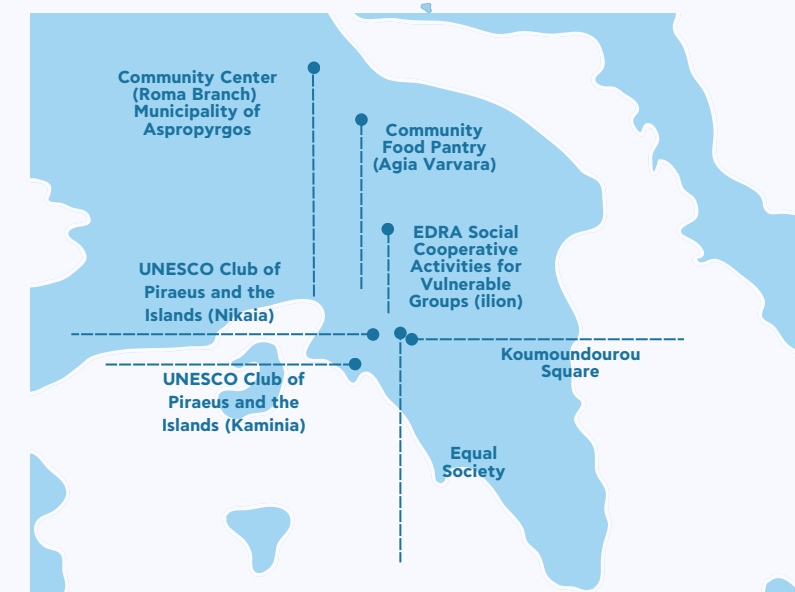 Community Center
(Roma Branch)
Municipality of
Aspropyrgos
Community
Food Pantry
(Agia Varvara)
EDRA Social
Cooperative
Activities for
Vulnerable
Groups (ilion)
UNESCO Club of
Piraeus and the
Islands (Nikaia)
Koumoundourou
Square
UNESCO Club of
Piraeus and the
Islands (Kaminia)
Equal
Society